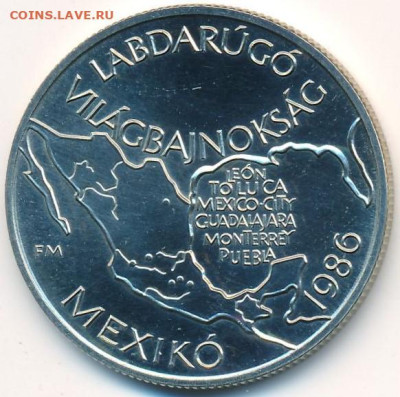 COINS.LAVE.RU
LABDARÚGÓ
VILÁGBAJNOKSÁG
LEÓN
TOLUCA
MEXICO-CITY
GUADALAJARA
MONTERREY
PUEBLA
FM
1986
MEXIKÓ